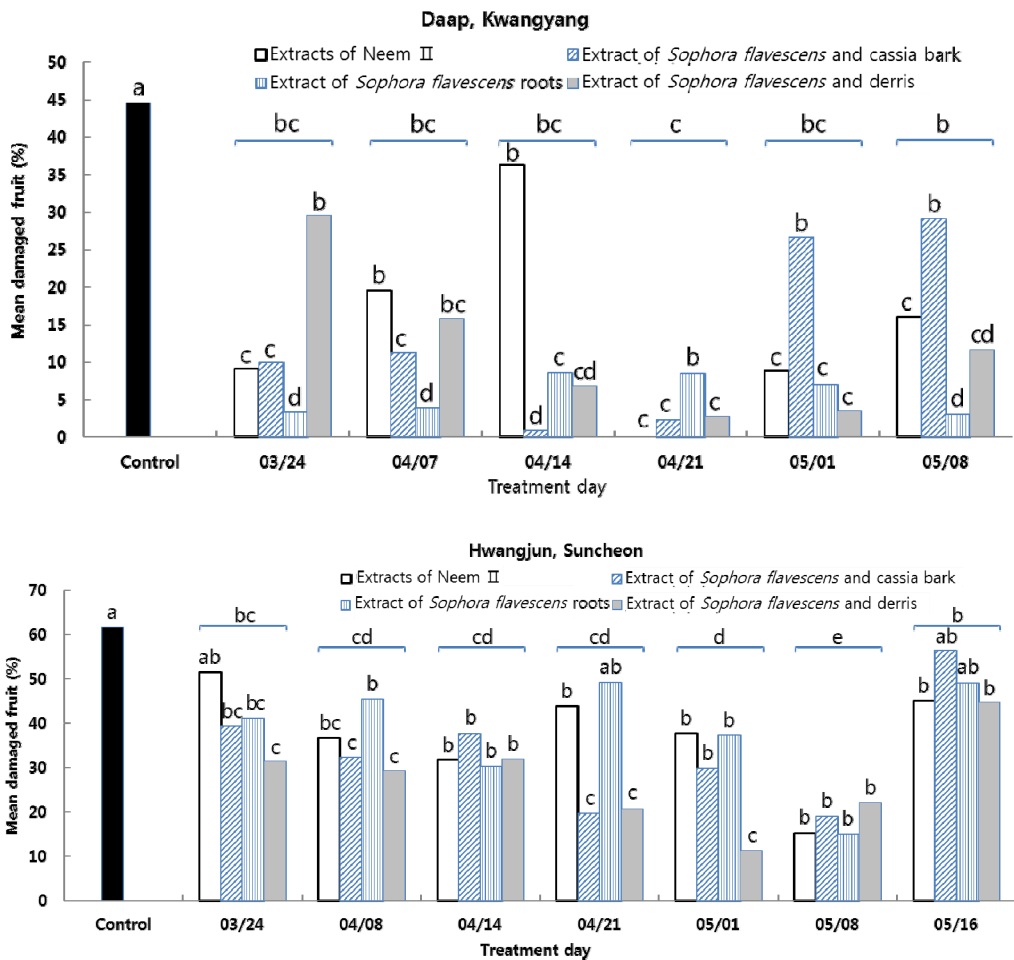 Daap, Kwangyang
Extracts of Neem Ⅱ Extract of Sophora flavescens and cassia bark
Extract of Sophora flavescens roots Extract of Sophora flavescens and derris
Mean damaged fruit (%)
50
45
40
35
30
25
20
15
10
5
0
a
bc bc bc c bc b
c c d b
b c d bc
b d c cd
c c b c
c b c c
c b d cd
Control 03/24 04/07 04/14 04/21 05/01 05/08
Treatment day
Hwangjun, Suncheon
Extracts of Neem Ⅱ Extract of Sophora flavescens and cassia bark
Extract of Sophora flavescens roots Extract of Sophora flavescens and derris
Mean damaged fruit (%)
70
60
50
40
30
20
10
0
a
bc cd cd cd d e b
ab bc bc c
bc c b c
b b b b
b c ab c
b b b c
b b b b
b ab ab b
Control 03/24 04/08 04/14 04/21 05/01 05/08 05/16
Treatment day